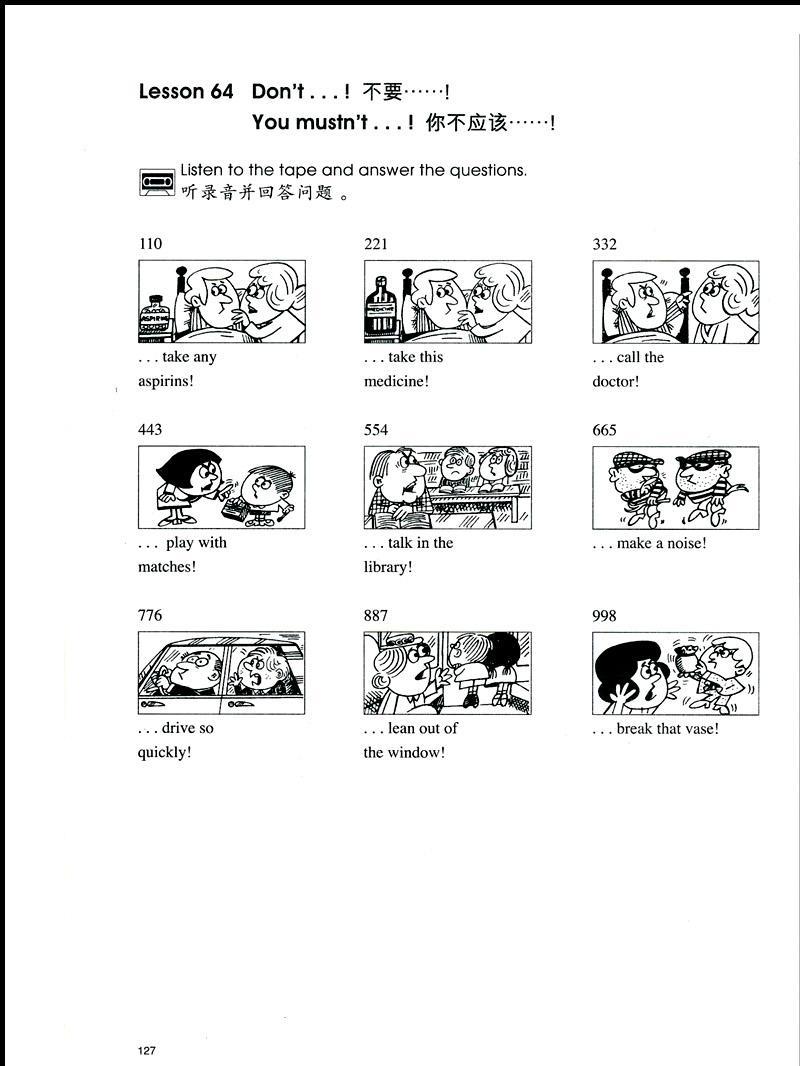 Lesson 64 Don't . . . ! 不要……!
You mustn't . . . ! 你不应该……!
Listen to the tape and answer the questions.
听录音并回答问题 。
110
221
332
ASPIRINS
MEDICINE
. . . take any
aspirins!
. . . take this
medicine!
. . . call the
doctor!
443
554
665
. . . play with
matches!
. . . talk in the
library!
. . . make a noise!
776
887
998
. . . drive so
quickly!
. . . lean out of
the window!
. . . break that vase!
127